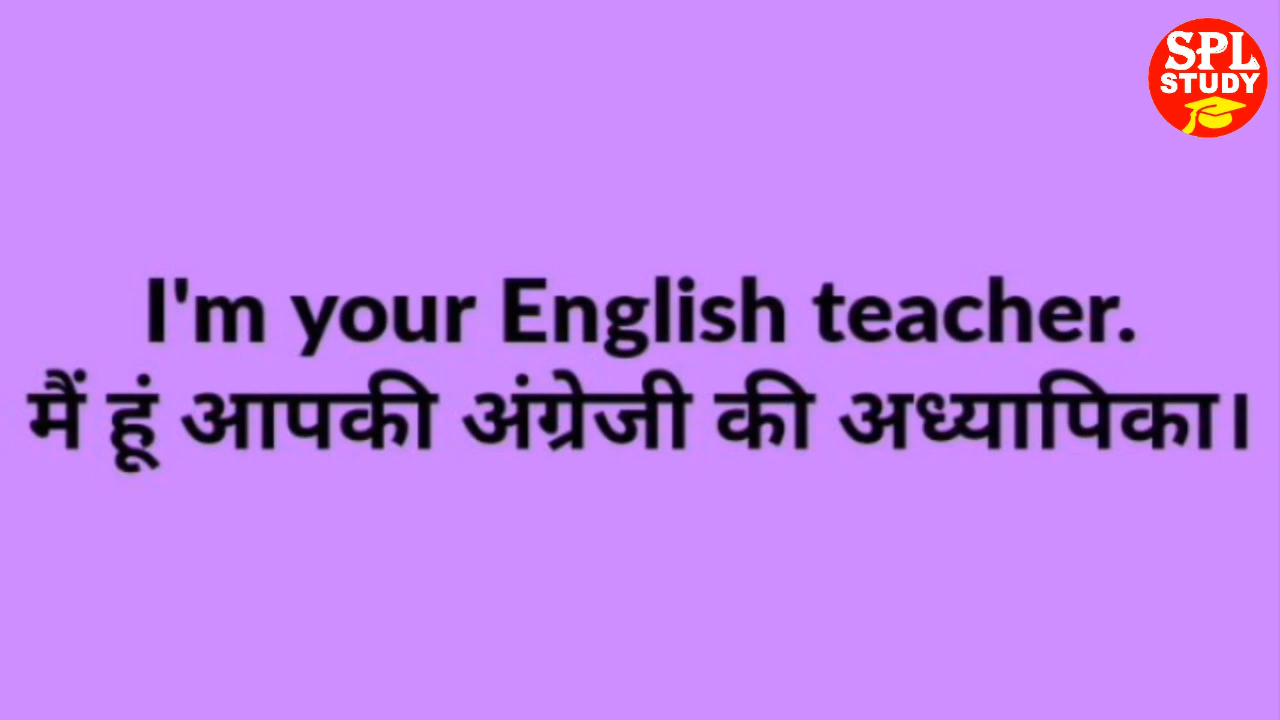 SPL
STUDY
I'm your English teacher.
मैं हूं आपकी अंग्रेजी की अध्यापिका।